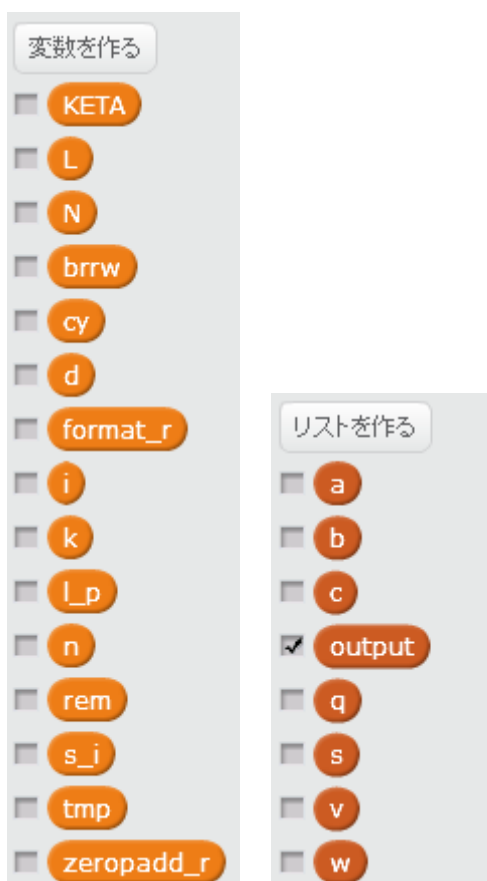 変数を作る
KETA
L
N
brrw
cy
d
format_r
i
k
l_p
n
rem
s_i
tmp
zeropadd_r
リストを作る
a
b
c
output
q
s
v
w